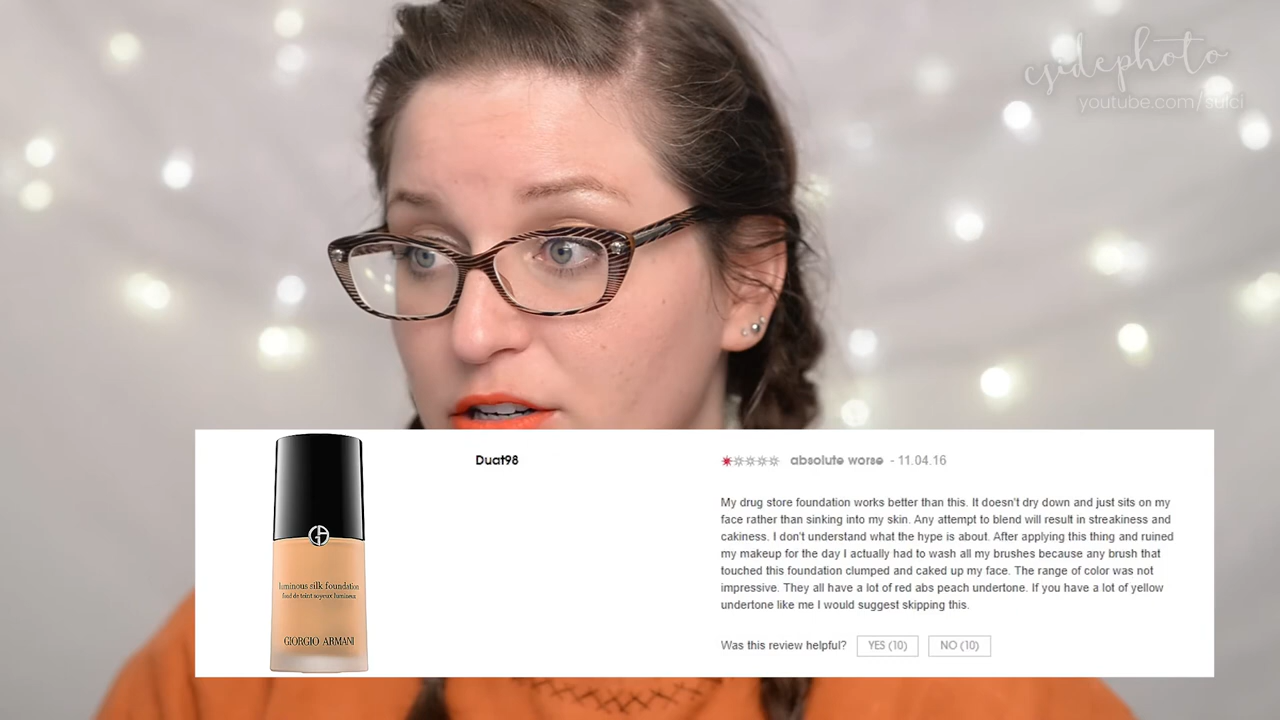 csidephoto
youtube.com/suici
Duat98
absolute worse - 11.04.16
My drug store foundation works better than this. It doesn't dry down and just sits on my
face rather than sinking into my skin. Any attempt to blend will result in streakiness and
cakiness. I don't understand what the hype is about. After applying this thing and ruined
my makeup for the day I actually had to wash all my brushes because any brush that
touched this foundation clumped and caked up my face. The range of color was not
impressive. They all have a lot of red abs peach undertone. If you have a lot of yellow
undertone like me I would suggest skipping this.
Was this review helpful? YES (10) NO (10)
luminous silk foundation
fond de teint soyeux lumineux
GIORGIO ARMANI